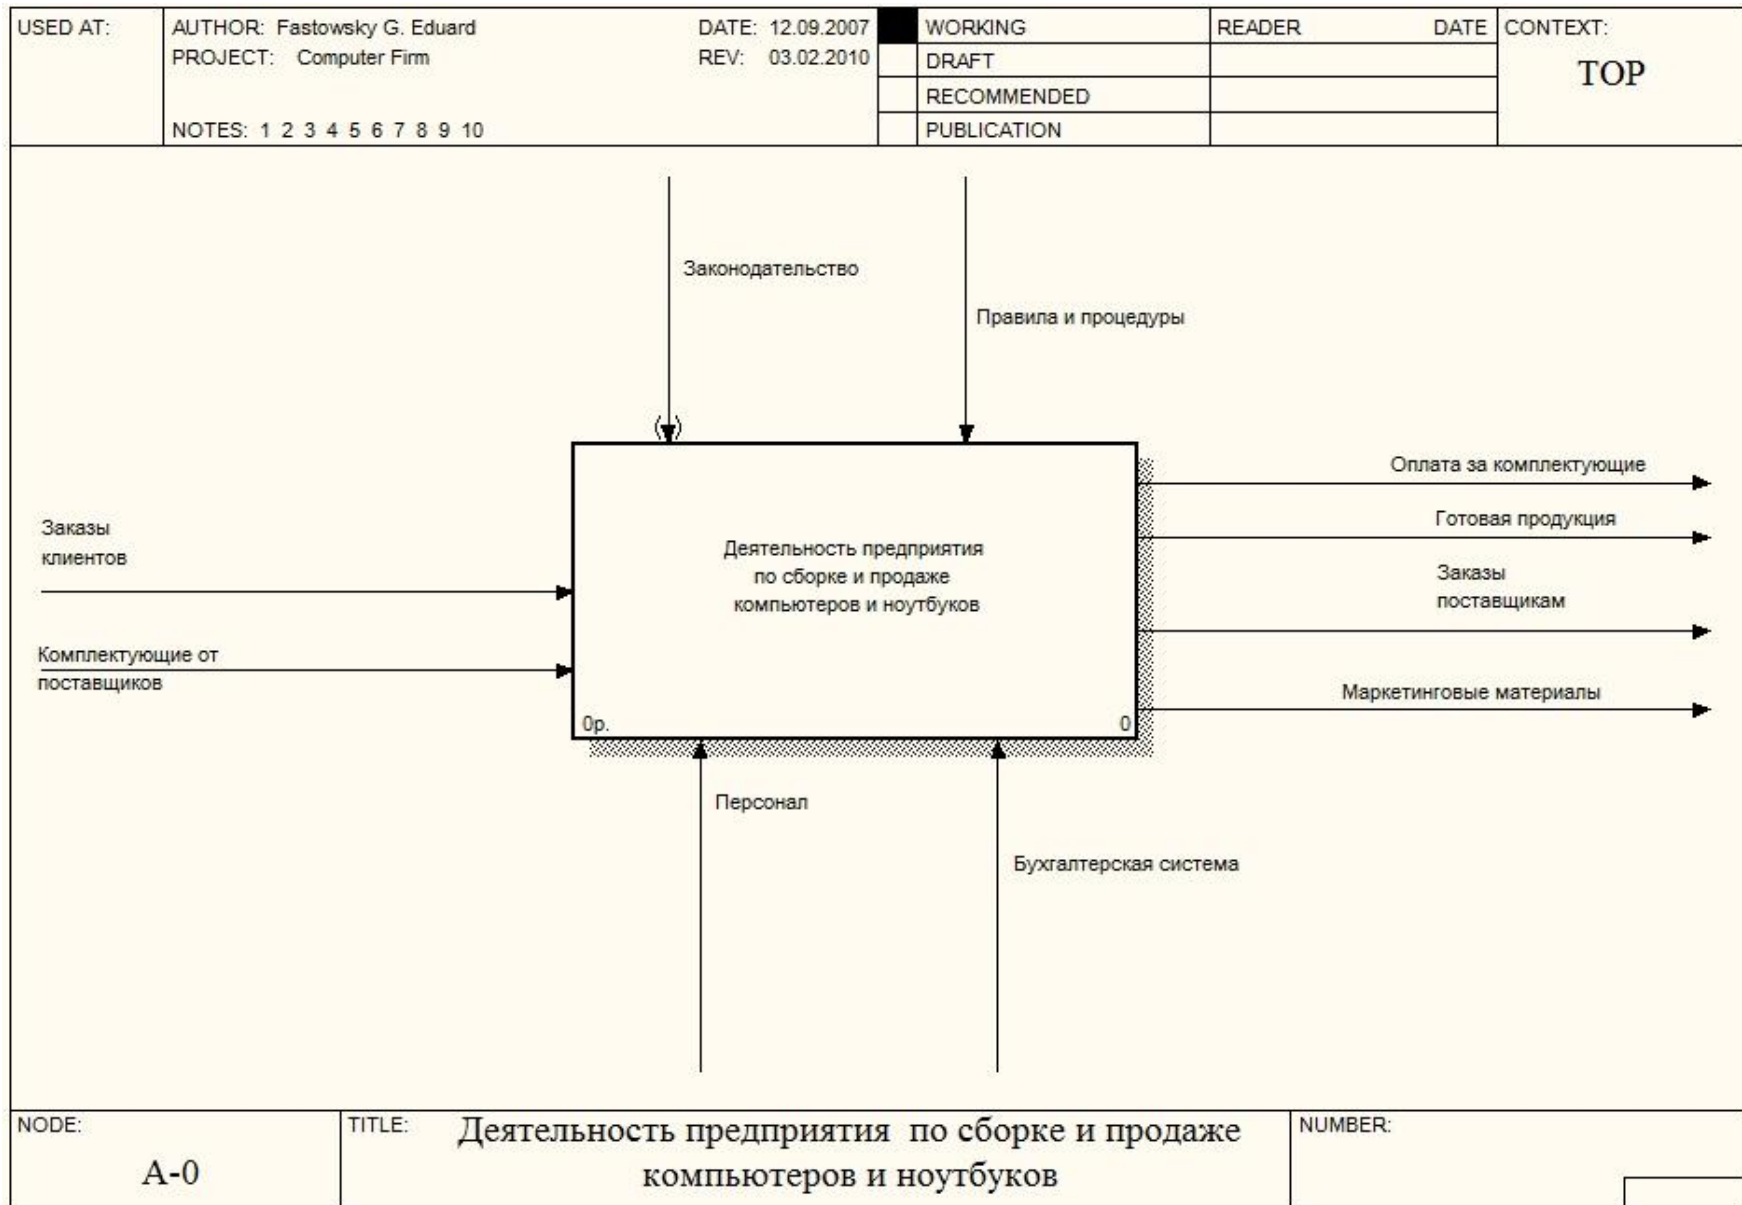 USED AT:
AUTHOR: Fastowsky G. Eduard
DATE: 12.09.2007
PROJECT: Computer Firm
REV: 03.02.2010
NOTES: 1 2 3 4 5 6 7 8 9 10
WORKING
DRAFT
RECOMMENDED
PUBLICATION
READER DATE
CONTEXT:
TOP
Законодательство
Правила и процедуры
Заказы
клиентов
Комплектующие от
поставщиков
Деятельность предприятия
по сборке и продаже
компьютеров и ноутбуков
0р. 0
Оплата за комплектующие
Готовая продукция
Заказы
поставщикам
Маркетинговые материалы
Персонал
Бухгалтерская система
NODE:
A-0
TITLE:
Деятельность предприятия по сборке и продаже
компьютеров и ноутбуков
NUMBER: